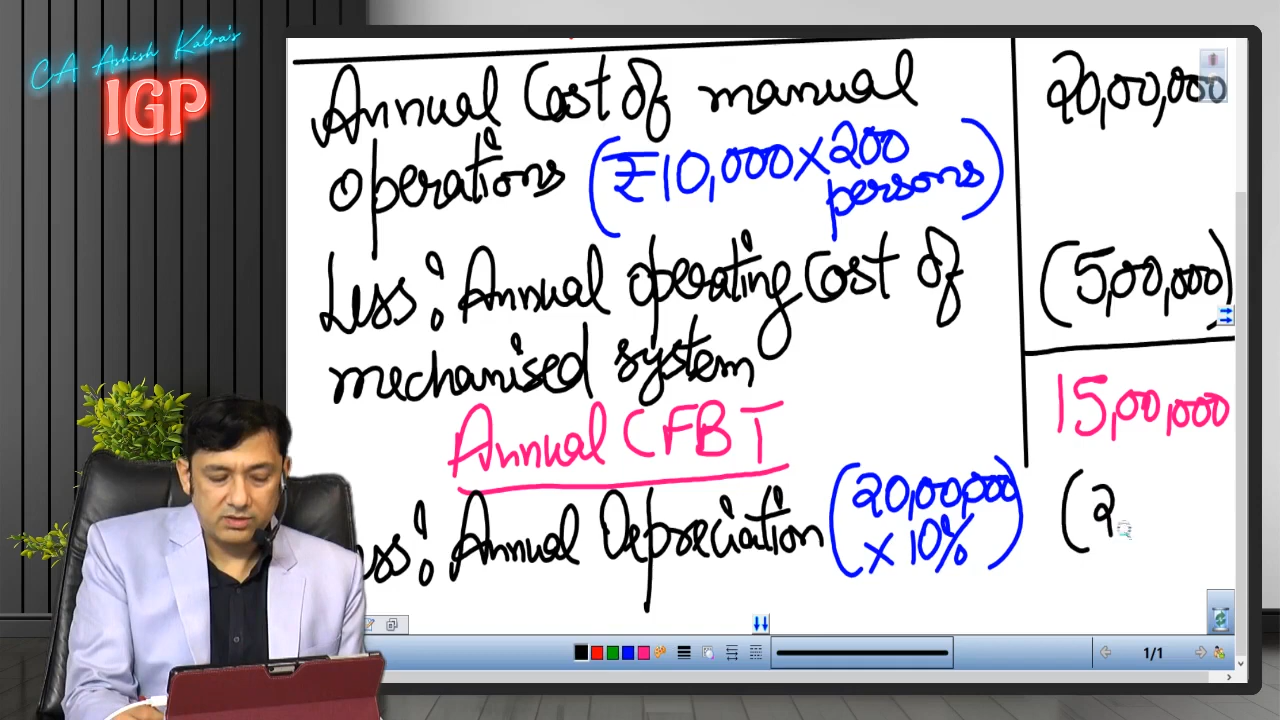 CA Ashish Kalra's
IGP
Annual Cost Of manual 20,00,000
operations (₹10,000 × 200
persons)
Less: Annual operating Cost of (5,00,000)
mechanised system
Annual CFBT 15,00,000
ss: Annual Depreciation (20,00,000 (2
× 10%)
1/1